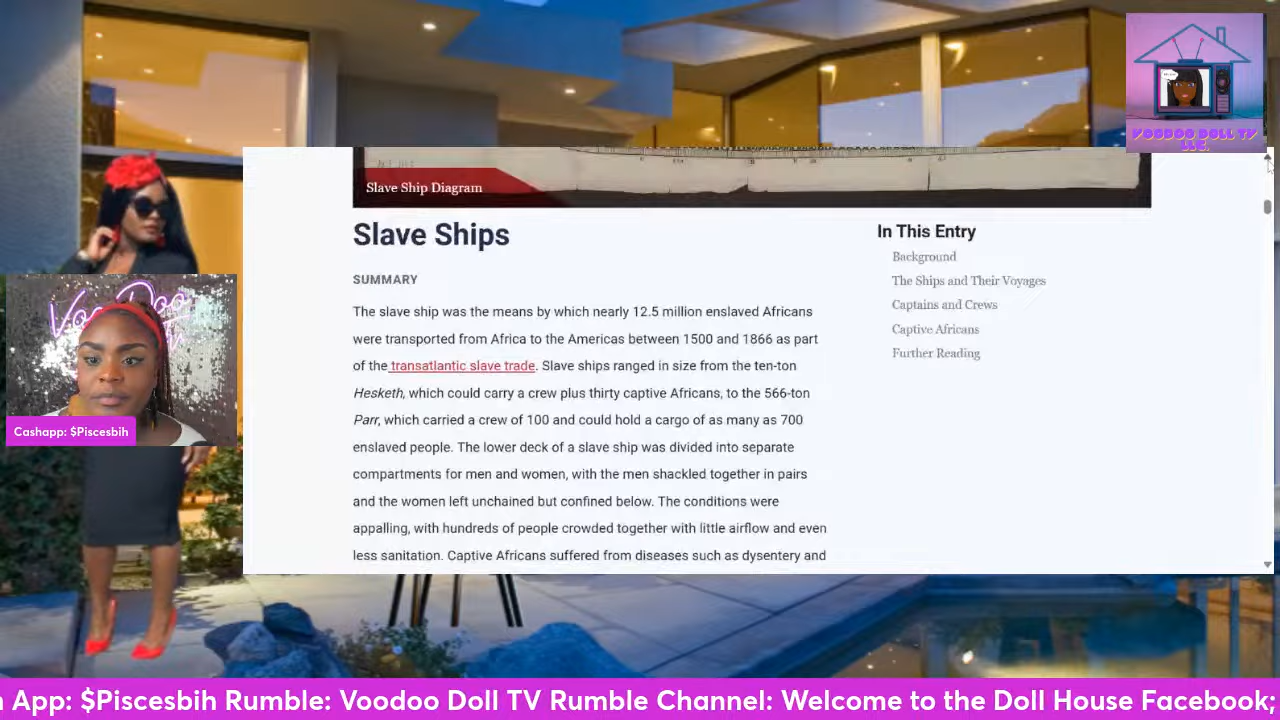 VOODOO DOLL TV
LLC.
Slave Ship Diagram
Slave Ships
SUMMARY
The slave ship was the means by which nearly 12.5 million enslaved Africans
were transported from Africa to the Americas between 1500 and 1866 as part
of the transatlantic slave trade. Slave ships ranged in size from the ten-ton
Hesketh, which could carry a crew plus thirty captive Africans, to the 566-ton
Parr, which carried a crew of 100 and could hold a cargo of as many as 700
enslaved people. The lower deck of a slave ship was divided into separate
compartments for men and women, with the men shackled together in pairs
and the women left unchained but confined below. The conditions were
appalling, with hundreds of people crowded together with little airflow and even
less sanitation. Captive Africans suffered from diseases such as dysentery and
In This Entry
Background
The Ships and Their Voyages
Captains and Crews
Captive Africans
Further Reading
VooDoo
Cashapp: $Piscesbih
App: $Piscesbih Rumble: Voodoo Doll TV Rumble Channel: Welcome to the Doll House Facebook;